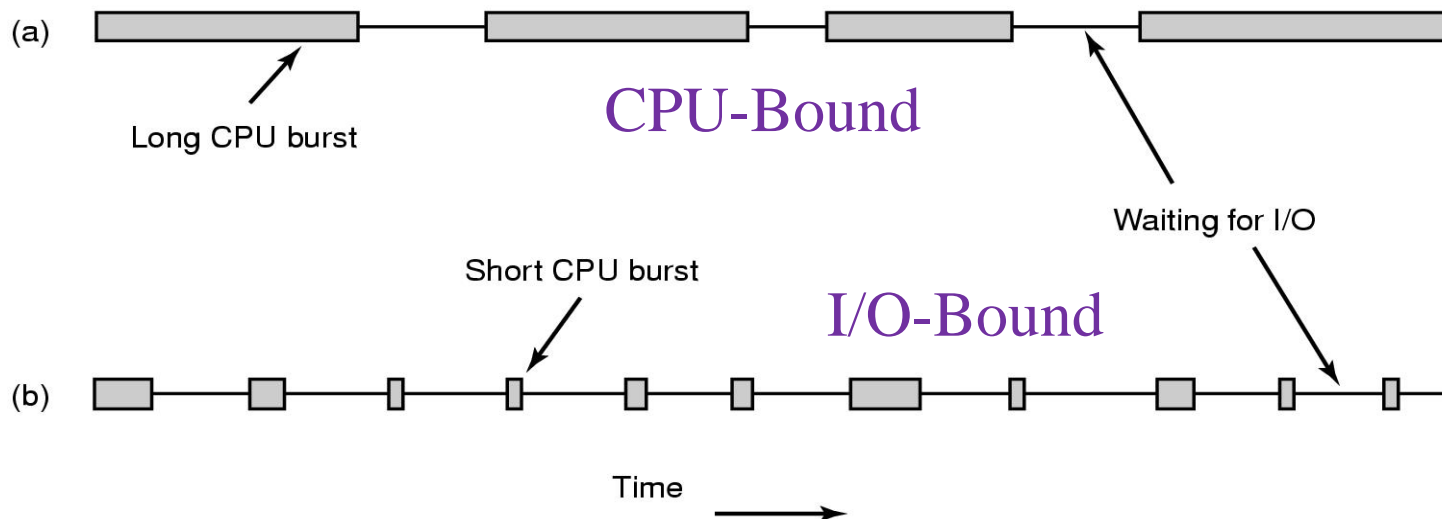 (a)
Long CPU burst
CPU-Bound
Waiting for I/O
Short CPU burst
I/O-Bound
(b)
Time